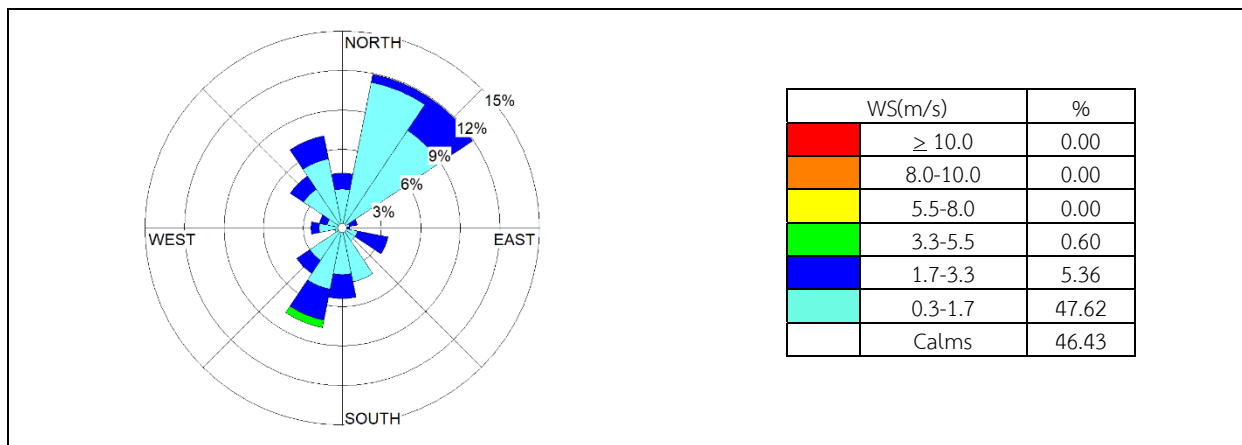 NORTH
15%
12%
9%
6%
3%
WEST
EAST
SOUTH
WS(m/s) %
≥ 10.0 0.00
8.0-10.0 0.00
5.5-8.0 0.00
3.3-5.5 0.60
1.7-3.3 5.36
0.3-1.7 47.62
Calms 46.43